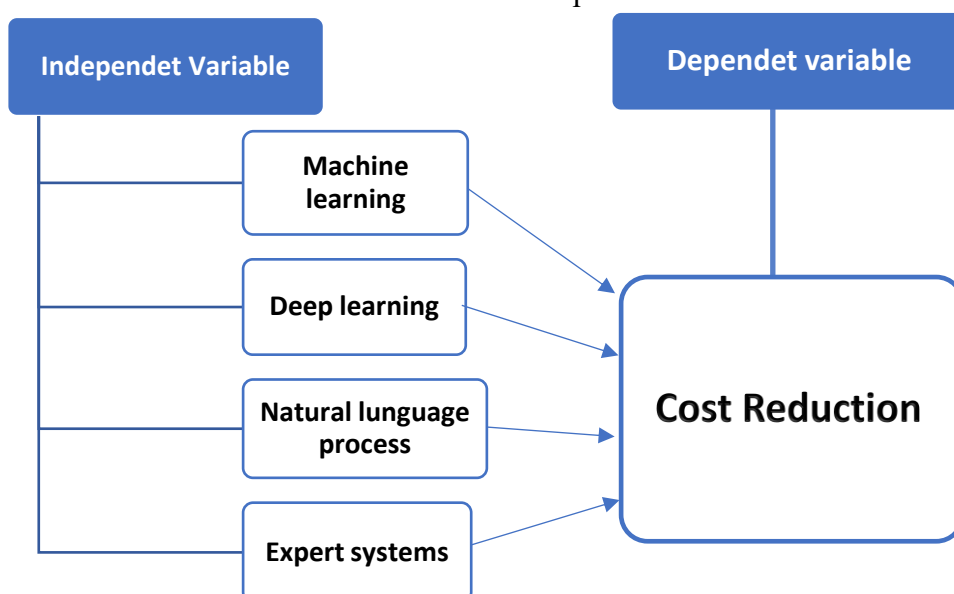 Independet Variable
Dependet variable
Machine
learning
Deep learning
Natural lunguage
process
Expert systems
Cost Reduction